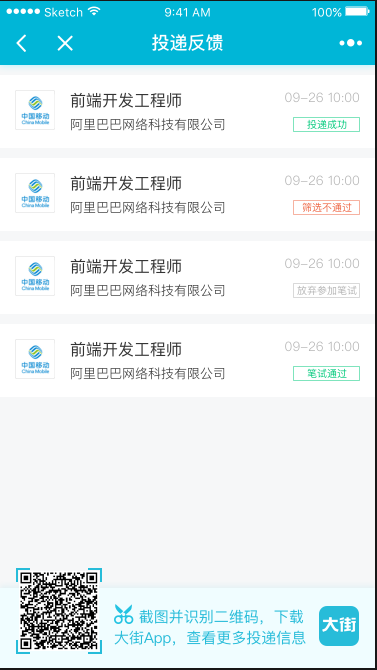 Sketch 9:41 AM 100%
投递反馈
前端开发工程师 09-26 10:00
中国移动
China Mobile
阿里巴巴网络科技有限公司 投递成功
前端开发工程师 09-26 10:00
中国移动
China Mobile
阿里巴巴网络科技有限公司 筛选不通过
前端开发工程师 09-26 10:00
中国移动
China Mobile
阿里巴巴网络科技有限公司 放弃参加笔试
前端开发工程师 09-26 10:00
中国移动
China Mobile
阿里巴巴网络科技有限公司 笔试通过
截图并识别二维码，下载
大街App，查看更多投递信息
大街